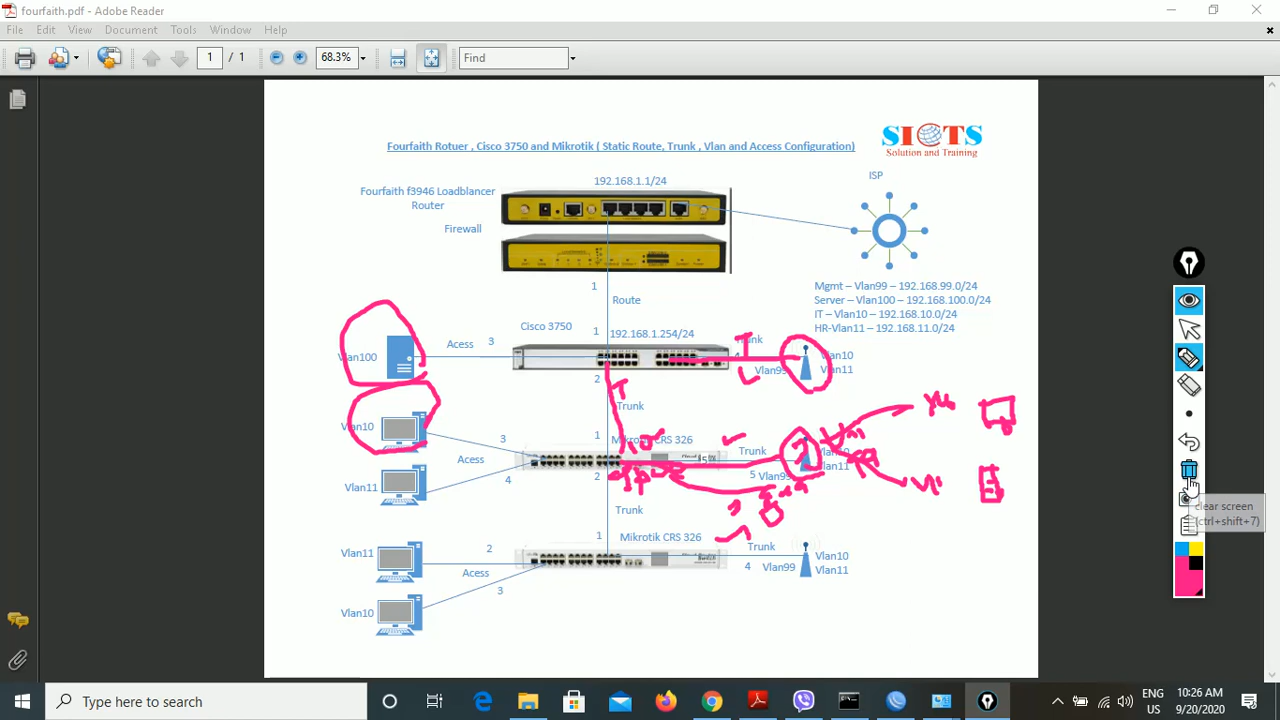 fourfaith.pdf - Adobe Reader
File Edit View Document Tools Window Help
1 / 1 68.3% Find
SICTS
Solution and Training
Fourfaith Rotuer , Cisco 3750 and Mikrotik ( Static Route, Trunk , Vlan and Access Configuration)
192.168.1.1/24
ISP
Fourfaith f3946 Loadblancer
Router
Firewall
1
Route
Mgmt – Vlan99 - 192.168.99.0/24
Server – Vlan100 - 192.168.100.0/24
IT – Vlan10 - 192.168.10.0/24
HR-Vlan11 - 192.168.11.0/24
Cisco 3750
1
192.168.1.254/24
Trunk
Vlan100
Acess
3
Vlan10
Vlan99
Vlan11
2
Trunk
Vlan10
3
1
Mikrotik CRS 326
Trunk
Vlan10
Acess
Vlan11
4
2
5
Vlan99
Vlan11
Trunk
1
Mikrotik CRS 326
Trunk
Vlan11
2
Vlan10
Acess
4
Vlan99
Vlan11
3
Vlan10
clear screen
(ctrl+shift+7)
Type here to search
ENG
US
10:26 AM
9/20/2020